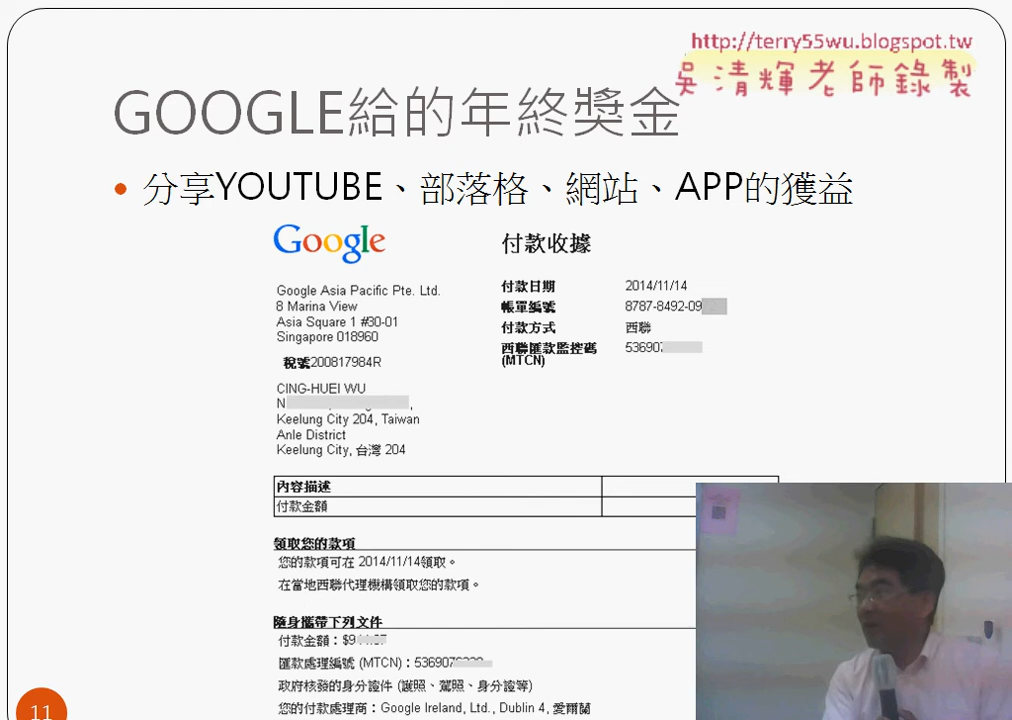 http://terry55wu.blogspot.tw
吳清輝老師錄製
GOOGLE給的年終獎金
• 分享YOUTUBE、部落格、網站、APP的獲益
Google
付款收據
Google Asia Pacific Pte. Ltd.
8 Marina View
Asia Square 1 #30-01
Singapore 018960
稅號200817984R
付款日期 2014/11/14
帳單編號 8787-8492-09
付款方式 西聯
西聯匯款監控碼 53690
(MTCN)
CING-HUEI WU
N
Keelung City 204, Taiwan
Anle District
Keelung City, 台灣 204
內容描述
付款金額
領取您的款項
您的款項可在 2014/11/14領取。
在當地西聯代理機構領取您的款項。
隨身攜帶下列文件
付款金額：$9
匯款處理編號 (MTCN)：53690
政府核發的身分證件 (護照、駕照、身分證等)
您的付款處理商：Google Ireland, Ltd., Dublin 4, 愛爾蘭
11